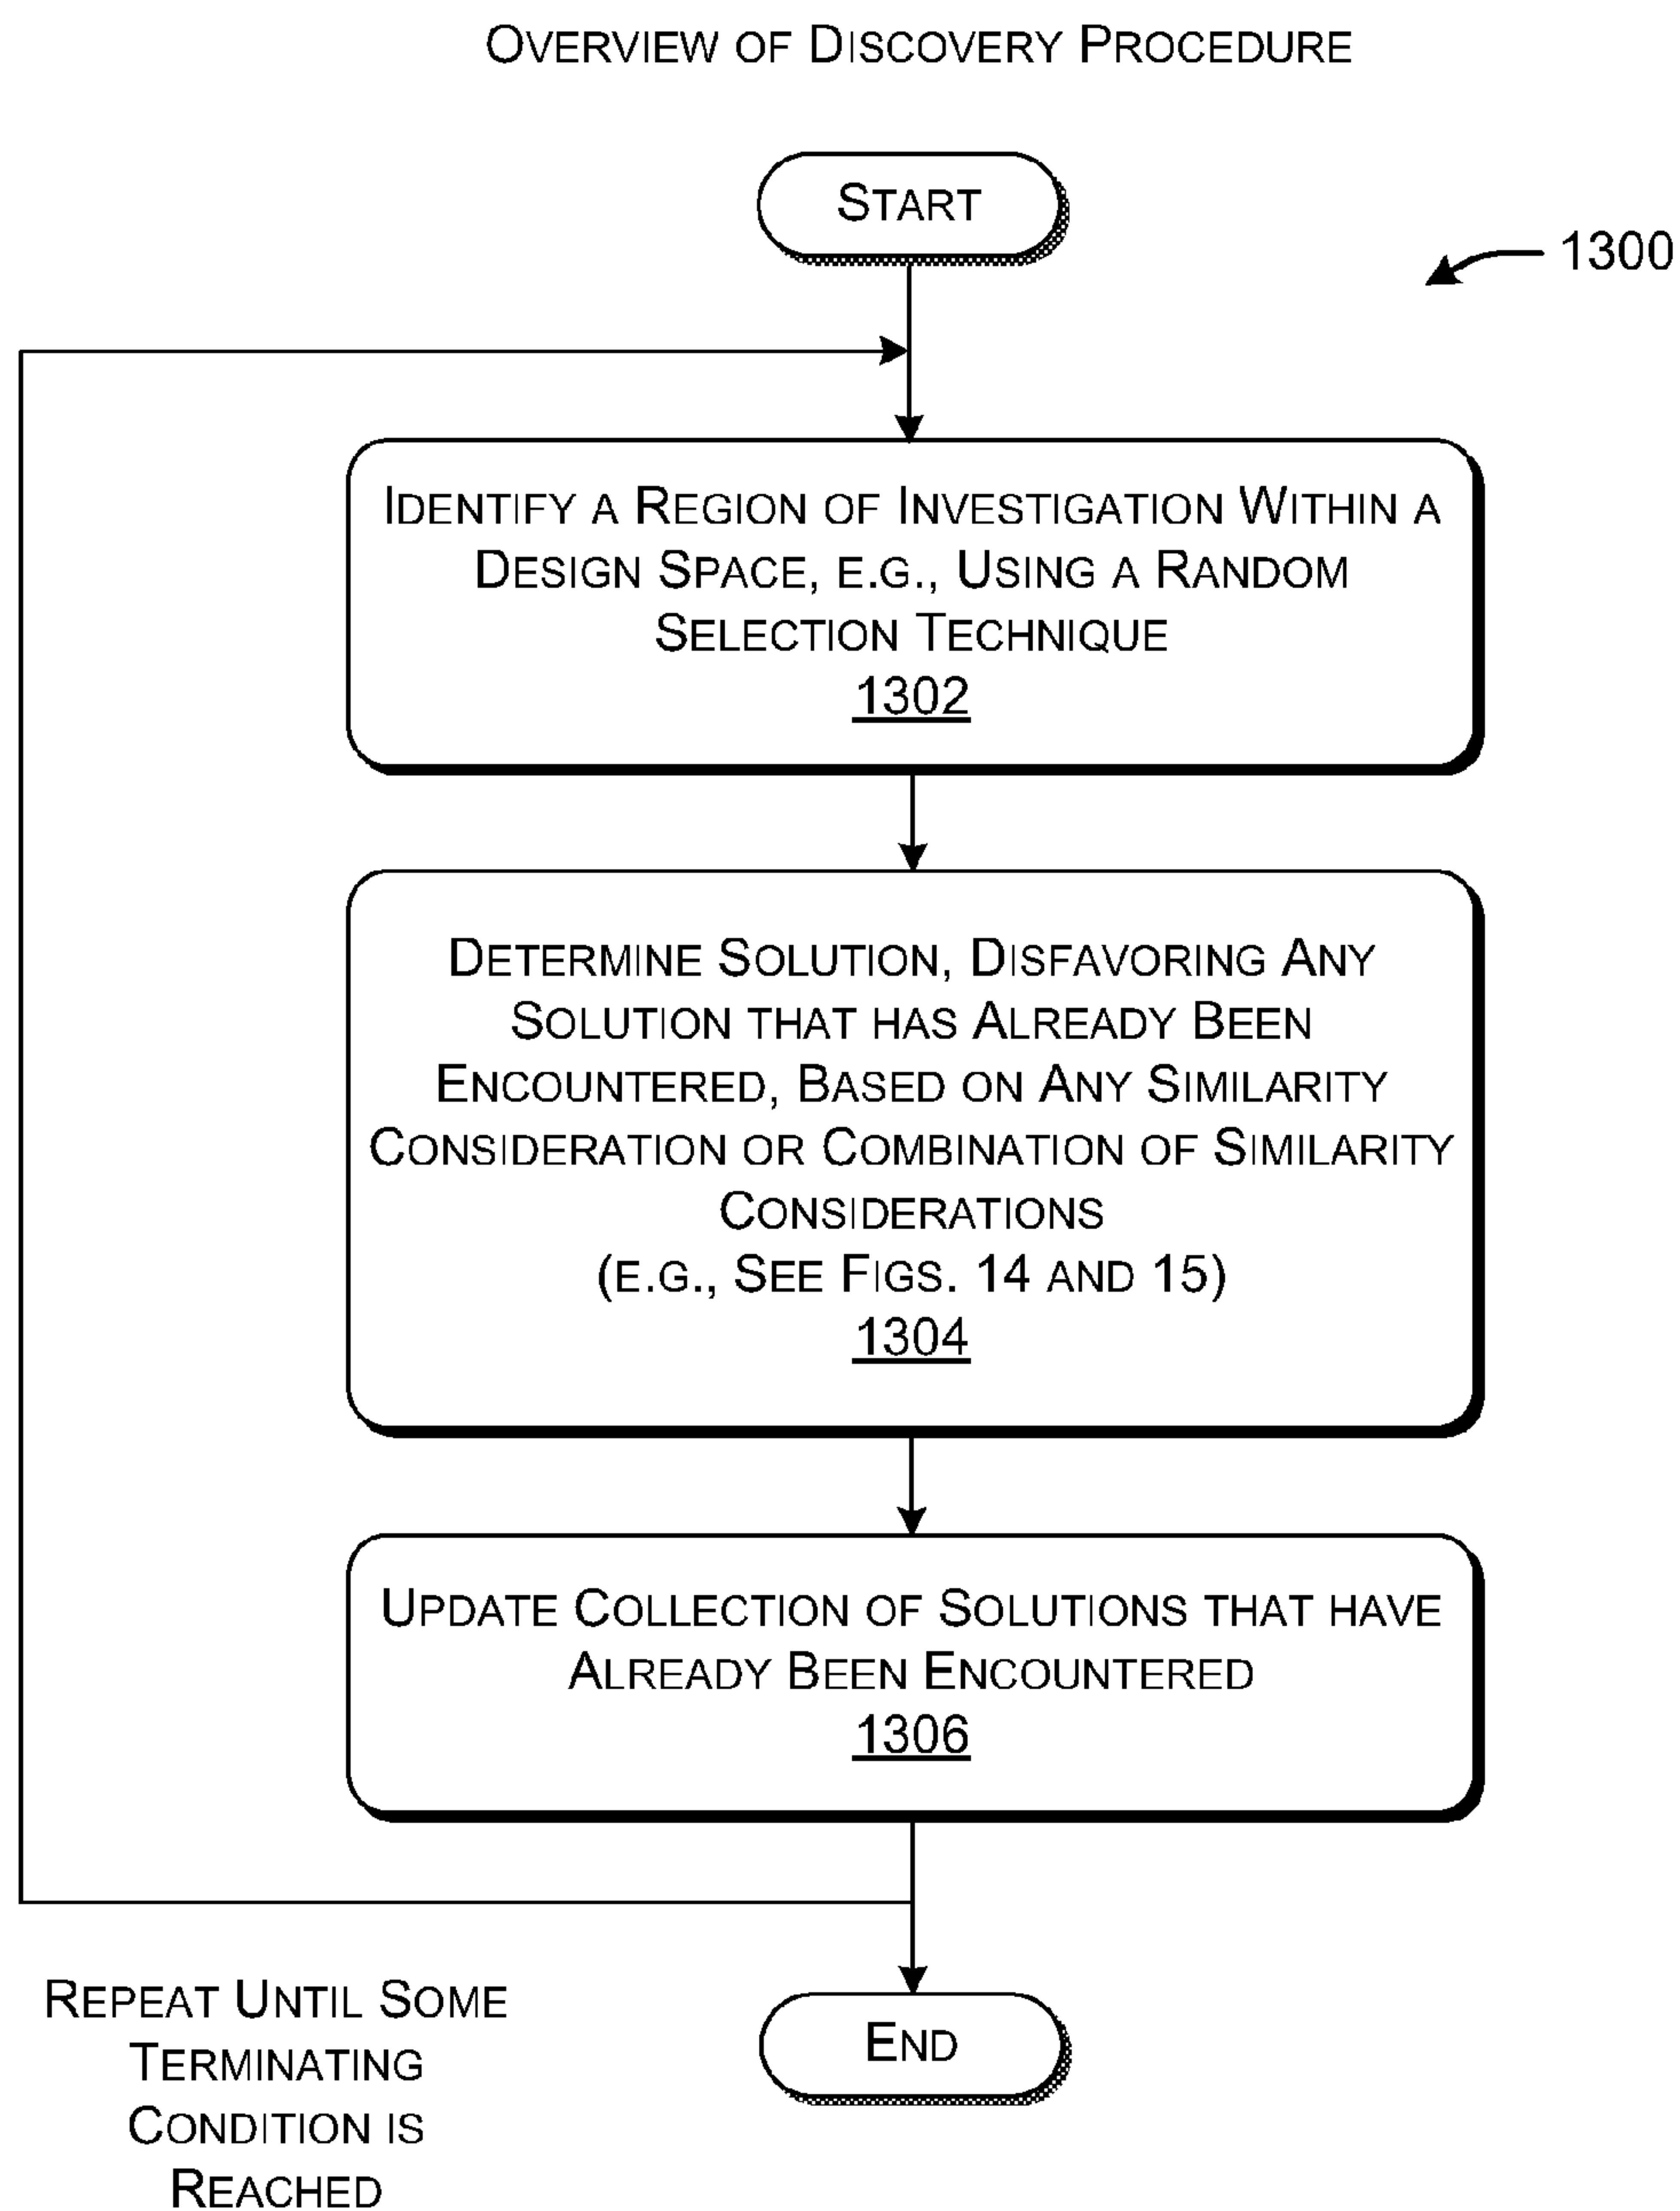 OVERVIEW OF DISCOVERY PROCEDURE
START
1300
IDENTIFY A REGION OF INVESTIGATION WITHIN A
DESIGN SPACE, E.G., USING A RANDOM
SELECTION TECHNIQUE
1302
DETERMINE SOLUTION, DISFAVORING ANY
SOLUTION THAT HAS ALREADY BEEN
ENCOUNTERED, BASED ON ANY SIMILARITY
CONSIDERATION OR COMBINATION OF SIMILARITY
CONSIDERATIONS
(E.G., SEE FIGS. 14 AND 15)
1304
UPDATE COLLECTION OF SOLUTIONS THAT HAVE
ALREADY BEEN ENCOUNTERED
1306
REPEAT UNTIL SOME
TERMINATING
CONDITION IS
REACHED
END